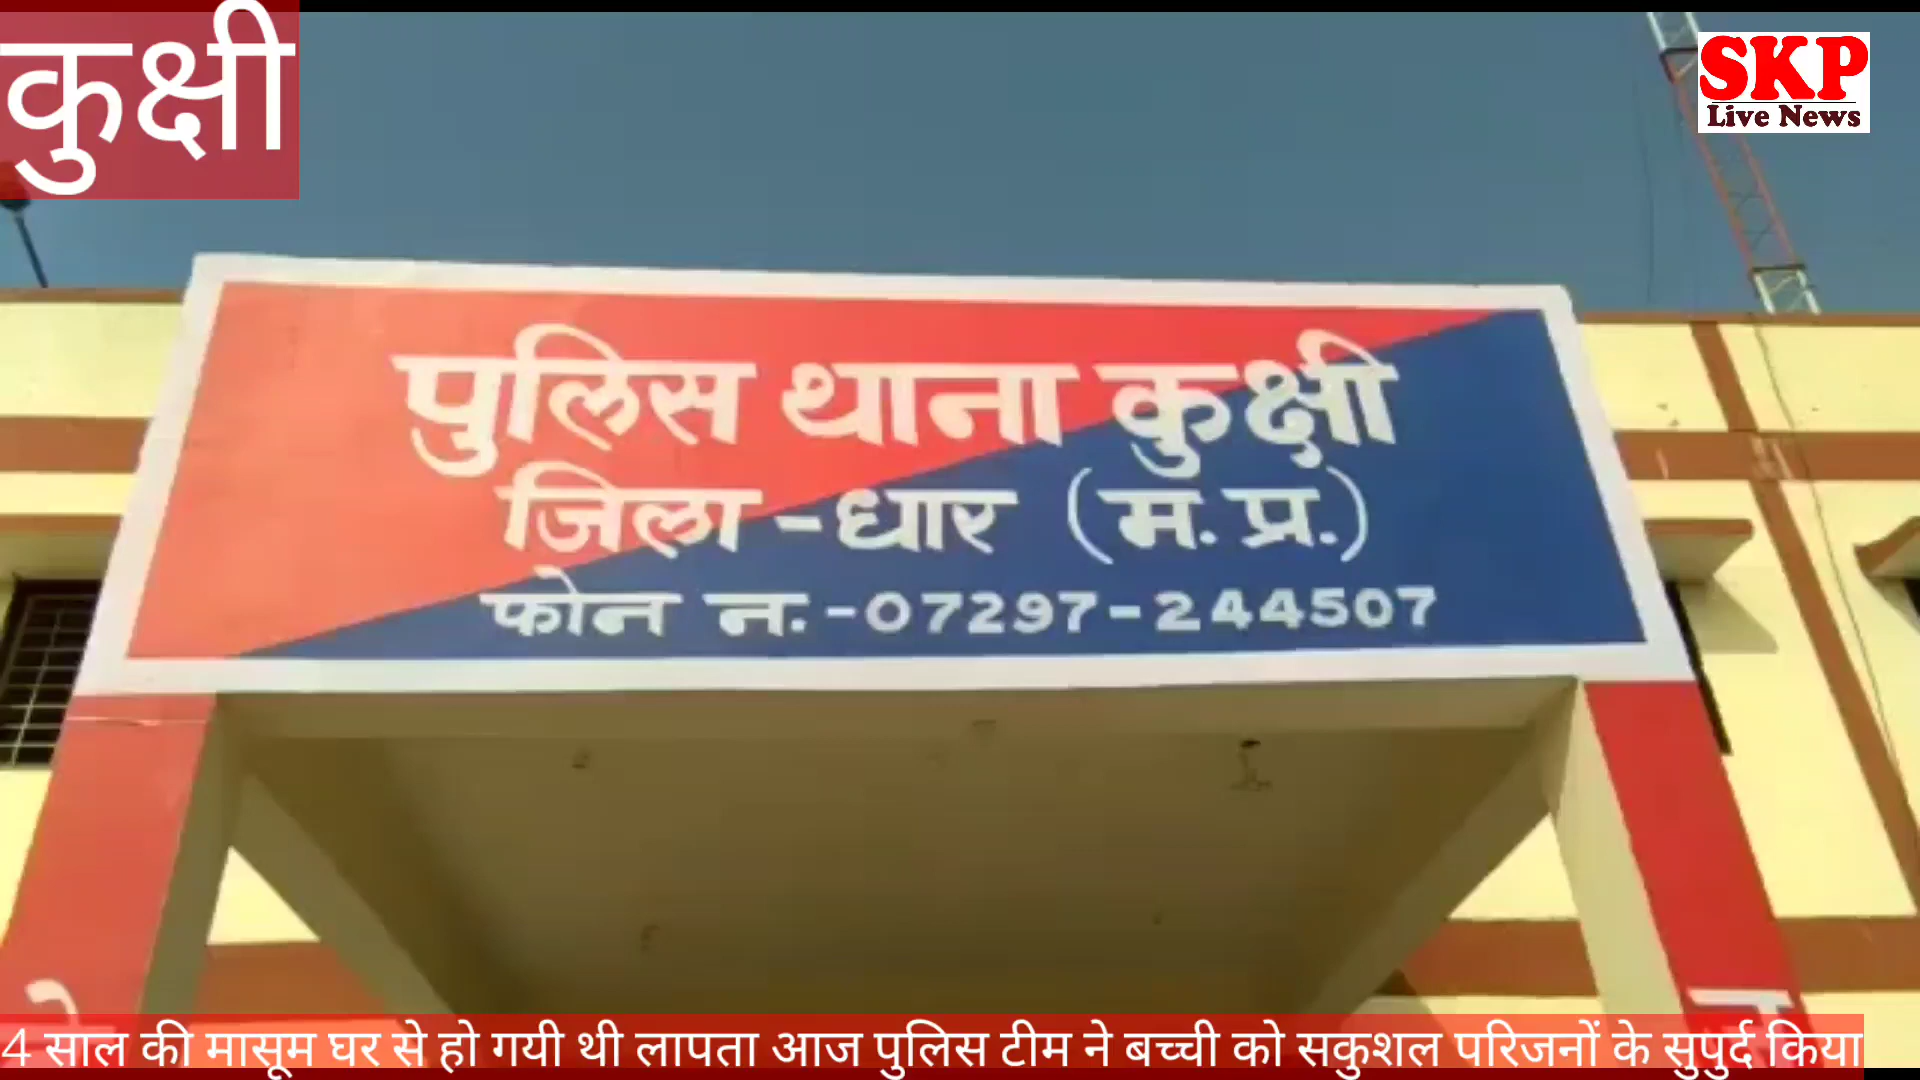 कुक्षी
SKP
Live News
पुलिस थाना कुक्षी
जिला -धार (म. प्र.)
फोन न.-07297-244507
4 साल की मासूम घर से हो गयी थी लापता आज पुलिस टीम ने बच्ची को सकुशल परिजनों के सुपुर्द किया